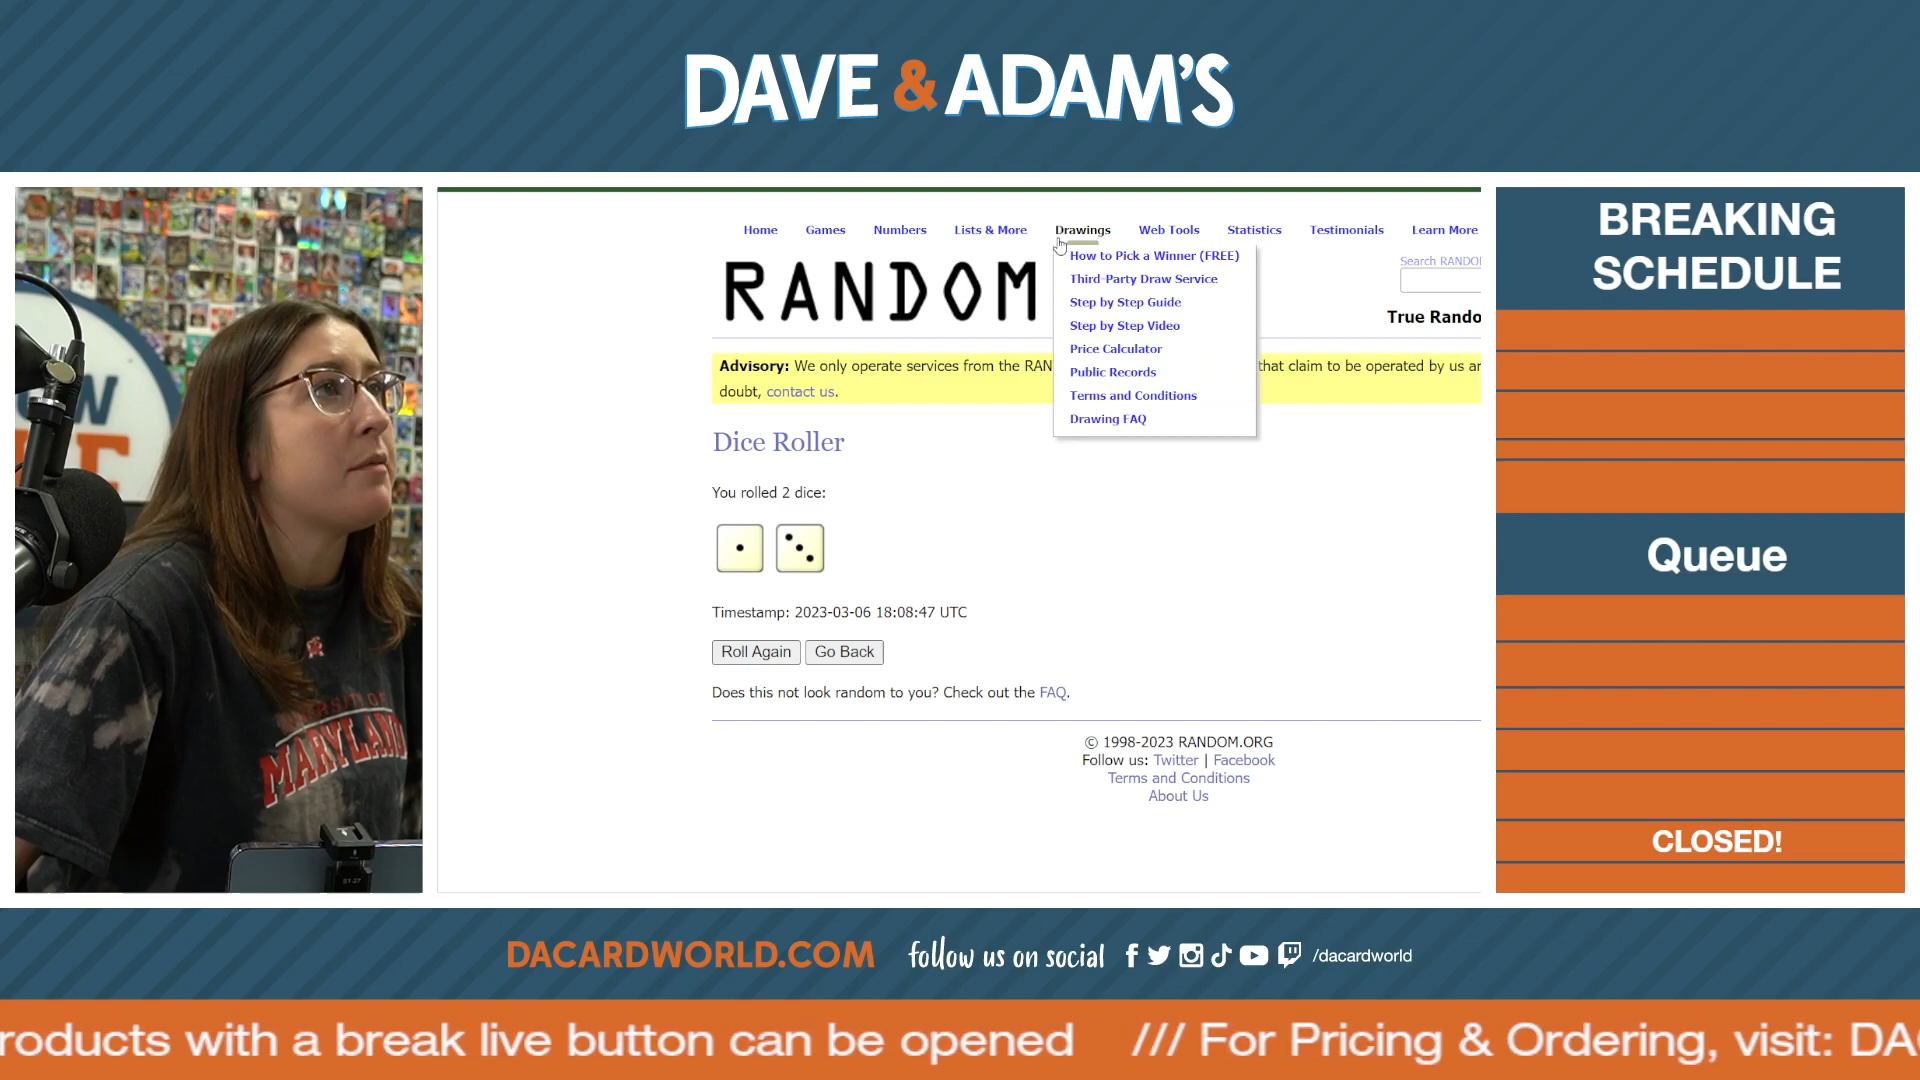 DAVE & ADAM'S
Home Games Numbers Lists & More Drawings Web Tools Statistics Testimonials Learn More
How to Pick a Winner (FREE)
Third-Party Draw Service
Step by Step Guide
Step by Step Video
Price Calculator
Public Records
Terms and Conditions
Drawing FAQ
RANDOM
Search RANDO
True Rando
Advisory: We only operate services from the RAN that claim to be operated by us ar
doubt, contact us.
Dice Roller
You rolled 2 dice:
Timestamp: 2023-03-06 18:08:47 UTC
Roll Again Go Back
Does this not look random to you? Check out the FAQ.
© 1998-2023 RANDOM.ORG
Follow us: Twitter | Facebook
Terms and Conditions
About Us
MARYLAND
BREAKING
SCHEDULE
Queue
CLOSED!
DACARDWORLD.COM follow us on social /dacardworld
roducts with a break live button can be opened /// For Pricing & Ordering, visit: DA